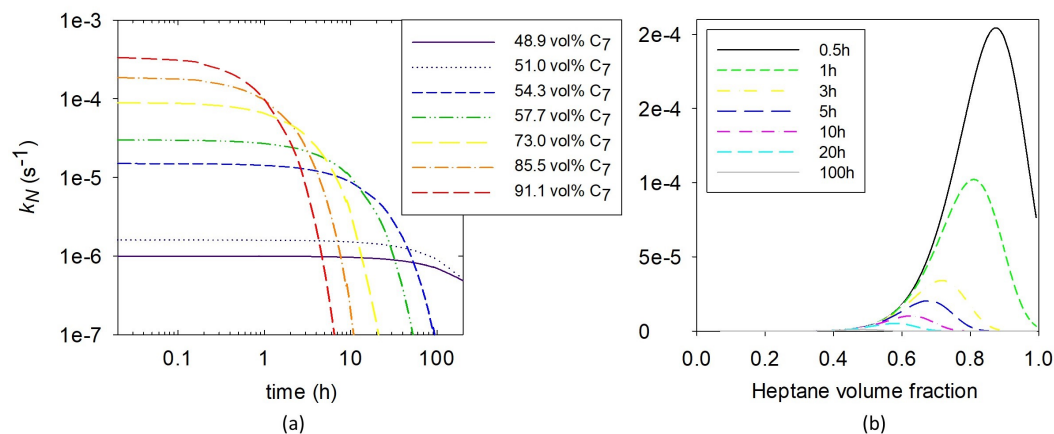 1e-3
1e-4
1e-5
1e-6
1e-7
kN (s-1)
0.1
1
10
100
time (h)
(a)
48.9 vol% C7
51.0 vol% C7
54.3 vol% C7
57.7 vol% C7
73.0 vol% C7
85.5 vol% C7
91.1 vol% C7
2e-4
2e-4
1e-4
5e-5
0
0.0
0.2
0.4
0.6
0.8
1.0
Heptane volume fraction
(b)
0.5h
1h
3h
5h
10h
20h
100h